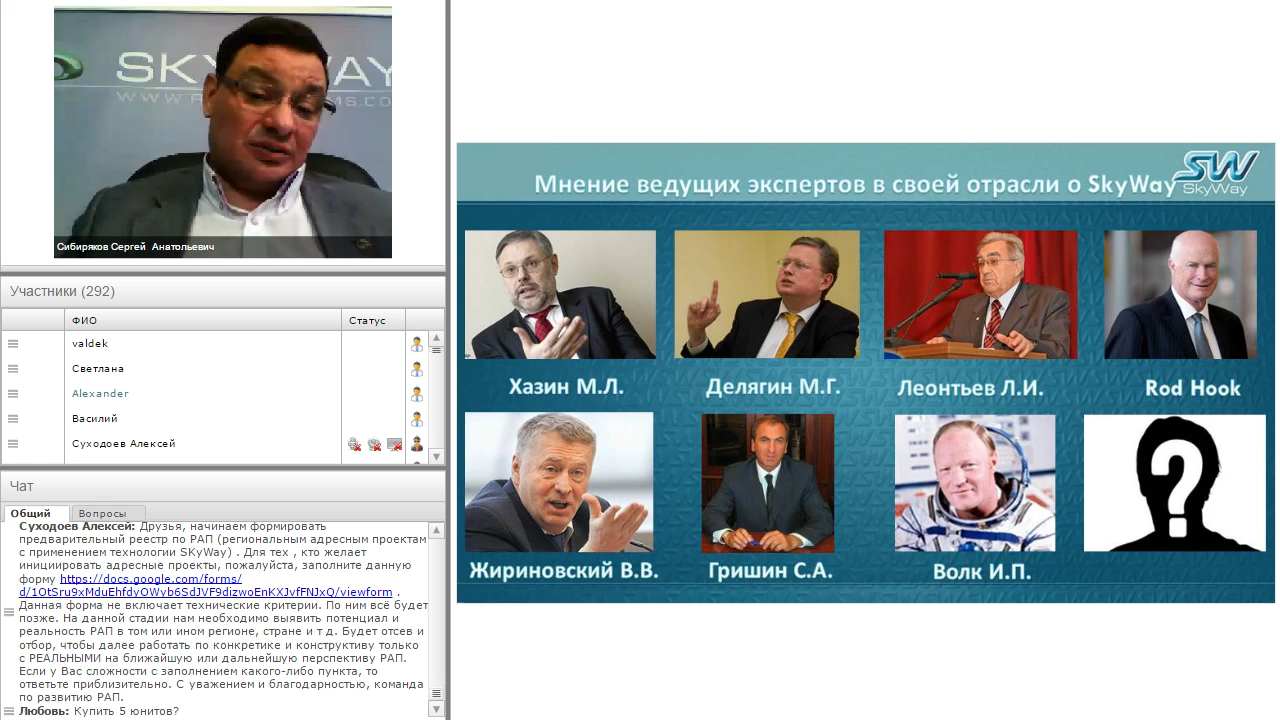 SKYWAY
Сибиряков Сергей Анатольевич
Участники (292)
ФИО
Статус
valdek
Светлана
Alexander
Василий
Суходоев Алексей
Чат
Общий
Вопросы
Суходоев Алексей: Друзья, начинаем формировать
предварительный реестр по РАП (региональным адресным проектам
с применением технологии SKyWay) . Для тех , кто желает
инициировать адресные проекты, пожалуйста, заполните данную
форму https://docs.google.com/forms/
d/1OtSru9xMduEhfdyOWyb6SdJVF9dizwoEnKXJvfFNJxQ/viewform .
Данная форма не включает технические критерии. По ним всё будет
позже. На данной стадии нам необходимо выявить потенциал и
реальность РАП в том или ином регионе, стране и т д. Будет отсев и
отбор, чтобы далее работать по конкретике и конструктиву только
с РЕАЛЬНЫМИ на ближайшую или дальнейшую перспективу РАП.
Если у Вас сложности с заполнением какого-либо пункта, то
ответьте приблизительно. С уважением и благодарностью, команда
по развитию РАП.
Любовь: Купить 5 юнитов?
Мнение ведущих экспертов в своей отрасли о SkyWay
SW
SkyWay
Хазин М.Л.
Делягин М.Г.
Леонтьев Л.И.
Rod Hook
Жириновский В.В.
Гришин С.А.
Волк И.П.
?